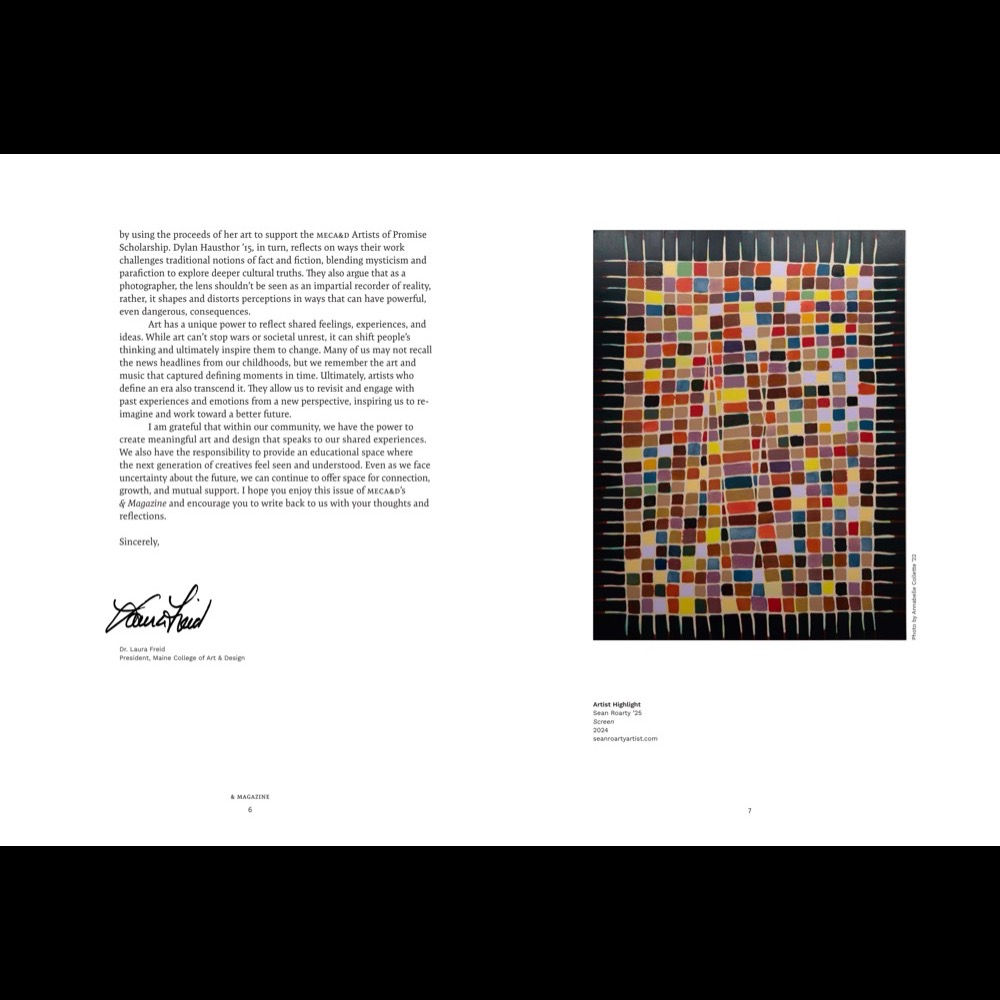 by using the proceeds of her art to support the MECA&D Artists of Promise
Scholarship. Dylan Hausthor ’15, in turn, reflects on ways their work
challenges traditional notions of fact and fiction, blending mysticism and
parafiction to explore deeper cultural truths. They also argue that as a
photographer, the lens shouldn’t be seen as an impartial recorder of reality,
rather, it shapes and distorts perceptions in ways that can have powerful,
even dangerous, consequences.
Art has a unique power to reflect shared feelings, experiences, and
ideas. While art can’t stop wars or societal unrest, it can shift people’s
thinking and ultimately inspire them to change. Many of us may not recall
the news headlines from our childhoods, but we remember the art and
music that captured defining moments in time. Ultimately, artists who
define an era also transcend it. They allow us to revisit and engage with
past experiences and emotions from a new perspective, inspiring us to re-
imagine and work toward a better future.
I am grateful that within our community, we have the power to
create meaningful art and design that speaks to our shared experiences.
We also have the responsibility to provide an educational space where
the next generation of creatives feel seen and understood. Even as we face
uncertainty about the future, we can continue to offer space for connection,
growth, and mutual support. I hope you enjoy this issue of MECA&D’s
& Magazine and encourage you to write back to us with your thoughts and
reflections.
Sincerely,
Laura Freid
Dr. Laura Freid
President, Maine College of Art & Design
& MAGAZINE
6
Photo by Annabelle Collette ’22
Artist Highlight
Sean Roarty ’25
Screen
2024
seanroartyartist.com
7